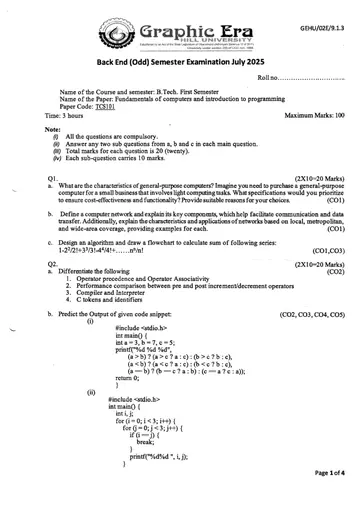 GEHU/02E/9.1.3
Graphic Era
HILL UNIVERSITY
Back End (Odd) Semester Examination July 2025
Roll no..............................
Name of the Course and semester: B.Tech. First Semester
Name of the Paper: Fundamentals of computers and introduction to programming
Paper Code: TCS101
Time: 3 hours Maximum Marks: 100
Note:
(i) All the questions are compulsory.
(ii) Answer any two sub questions from a, b and c in each main question.
(iii) Total marks for each question is 20 (twenty).
(iv) Each sub-question carries 10 marks.
Q1. (2X10=20 Marks)
a. What are the characteristics of general-purpose computers? Imagine you need to purchase a general-purpose
computer for a small business that involves light computing tasks. What specifications would you prioritize
to ensure cost-effectiveness and functionality? Provide suitable reasons for your choices. (CO1)
b. Define a computer network and explain its key components, which help facilitate communication and data
transfer. Additionally, explain the characteristics and applications of networks based on local, metropolitan,
and wide-area coverage, providing examples for each. (CO1)
c. Design an algorithm and draw a flowchart to calculate sum of following series:
1-2²/2!+3³/3!-4⁴/4!+……nⁿ/n! (CO1,CO3)
Q2. (2X10=20 Marks)
a. Differentiate the following: (CO2)
1. Operator precedence and Operator Associativity
2. Performance comparison between pre and post increment/decrement operators
3. Compiler and Interpreter
4. C tokens and identifiers
b. Predict the Output of given code snippet: (CO2, CO3, CO4, CO5)
(i)
#include <stdio.h>
int main() {
int a = 3, b = 7, c = 5;
printf("%d %d %d",
(a > b) ? (a > c ? a : c) : (b > c ? b : c),
(a < b) ? (a < c ? a : c) : (b < c ? b : c),
(a == b) ? (b == c ? a : b) : (c == a ? c : a));
return 0;
}
(ii)
#include <stdio.h>
int main() {
int i, j;
for (i = 0; i < 3; i++) {
for (j = 0; j < 3; j++) {
if (i == j) {
break;
}
printf("%d%d ", i, j);
}
Page 1 of 4